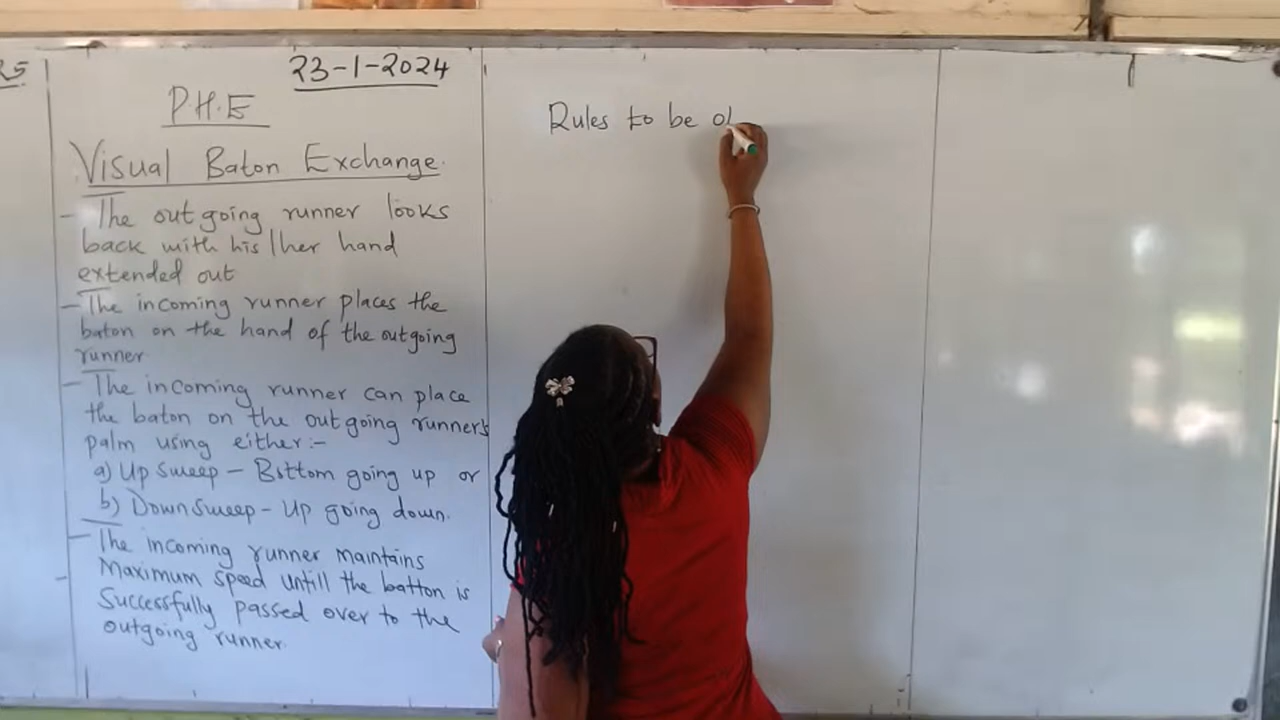 23-1-2024
P.H.E
Visual Baton Exchange.
- The outgoing runner looks
back with his/her hand
extended out
- The incoming runner places the
baton on the hand of the outgoing
runner.
- The incoming runner can place
the baton on the outgoing runner's
palm using either:-
a) Up Sweep - Bottom going up or
b) Down Sweep - Up going down.
- The incoming runner maintains
Maximum speed untill the batton is
Successfully passed over to the
outgoing runner.
Rules to be